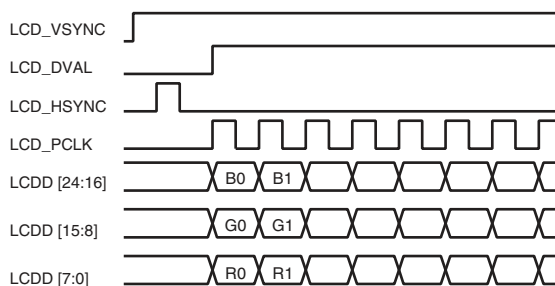 LCD_VSYNC
LCD_DVAL
LCD_HSYNC
LCD_PCLK
LCDD [24:16] B0 B1
LCDD [15:8] G0 G1
LCDD [7:0] R0 R1